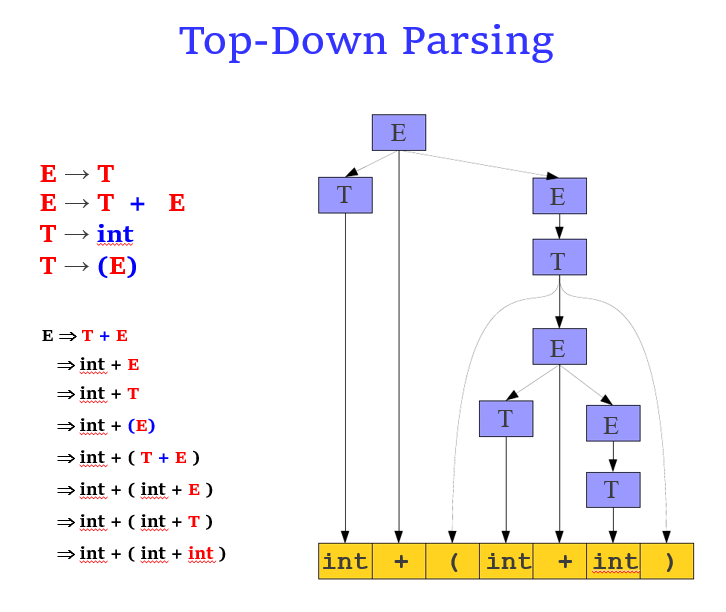 Top-Down Parsing
E → T
E → T + E
T → int
T → (E)
E ⇒ T + E
⇒ int + E
⇒ int + T
⇒ int + (E)
⇒ int + ( T + E )
⇒ int + ( int + E )
⇒ int + ( int + T )
⇒ int + ( int + int )
E
T
E
T
E
T
E
T
int + ( int + int )